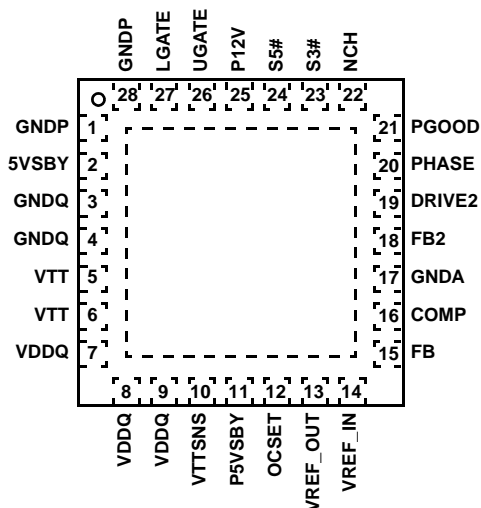 GNDP
LGATE
UGATE
P12V
S5#
S3#
NCH
28 27 26 25 24 23 22
GNDP 1
5VSBY 2
GNDQ 3
GNDQ 4
VTT 5
VTT 6
VDDQ 7
21 PGOOD
20 PHASE
19 DRIVE2
18 FB2
17 GNDA
16 COMP
15 FB
8 9 10 11 12 13 14
VDDQ
VDDQ
VTTSNS
P5VSBY
OCSET
VREF_OUT
VREF_IN